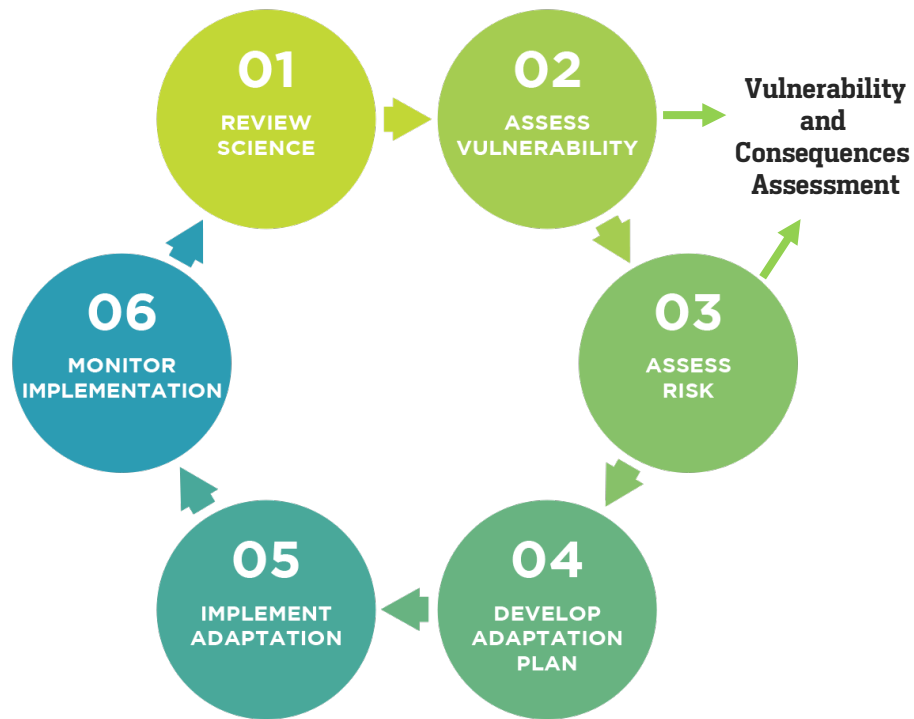 01
REVIEW
SCIENCE
02
ASSESS
VULNERABILITY
Vulnerability
and
Consequences
Assessment
03
ASSESS
RISK
04
DEVELOP
ADAPTATION
PLAN
05
IMPLEMENT
ADAPTATION
06
MONITOR
IMPLEMENTATION